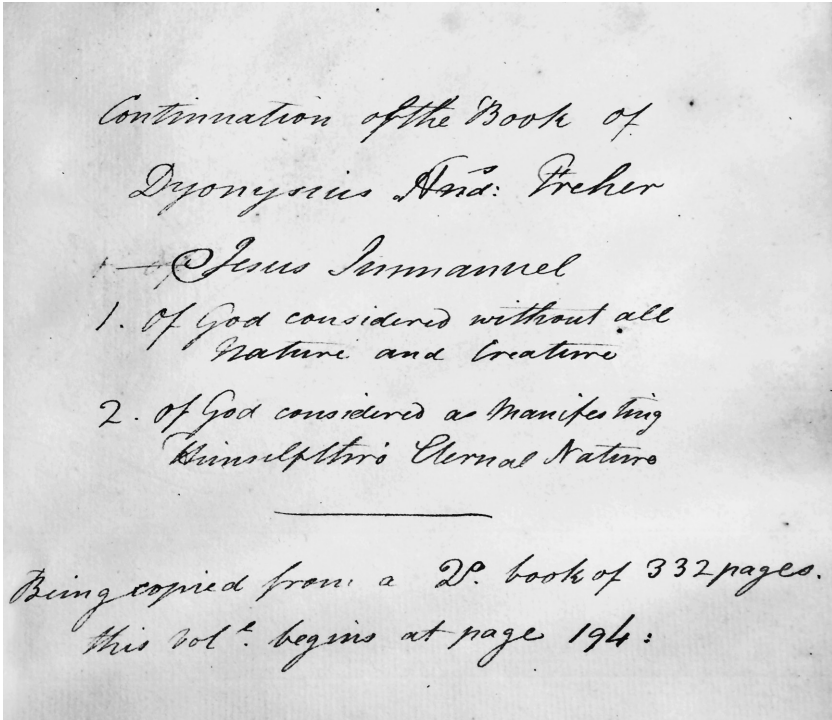 Continuation of the Book of
Dyonysius And:s Freher
Jesus Immanuel
1. Of God considered without all
Nature and Creature
2. Of God considered as Manifesting
Himself thro Eternal Nature
Being copied from a 2º. book of 332 pages.
this Vol.e begins at page 194: